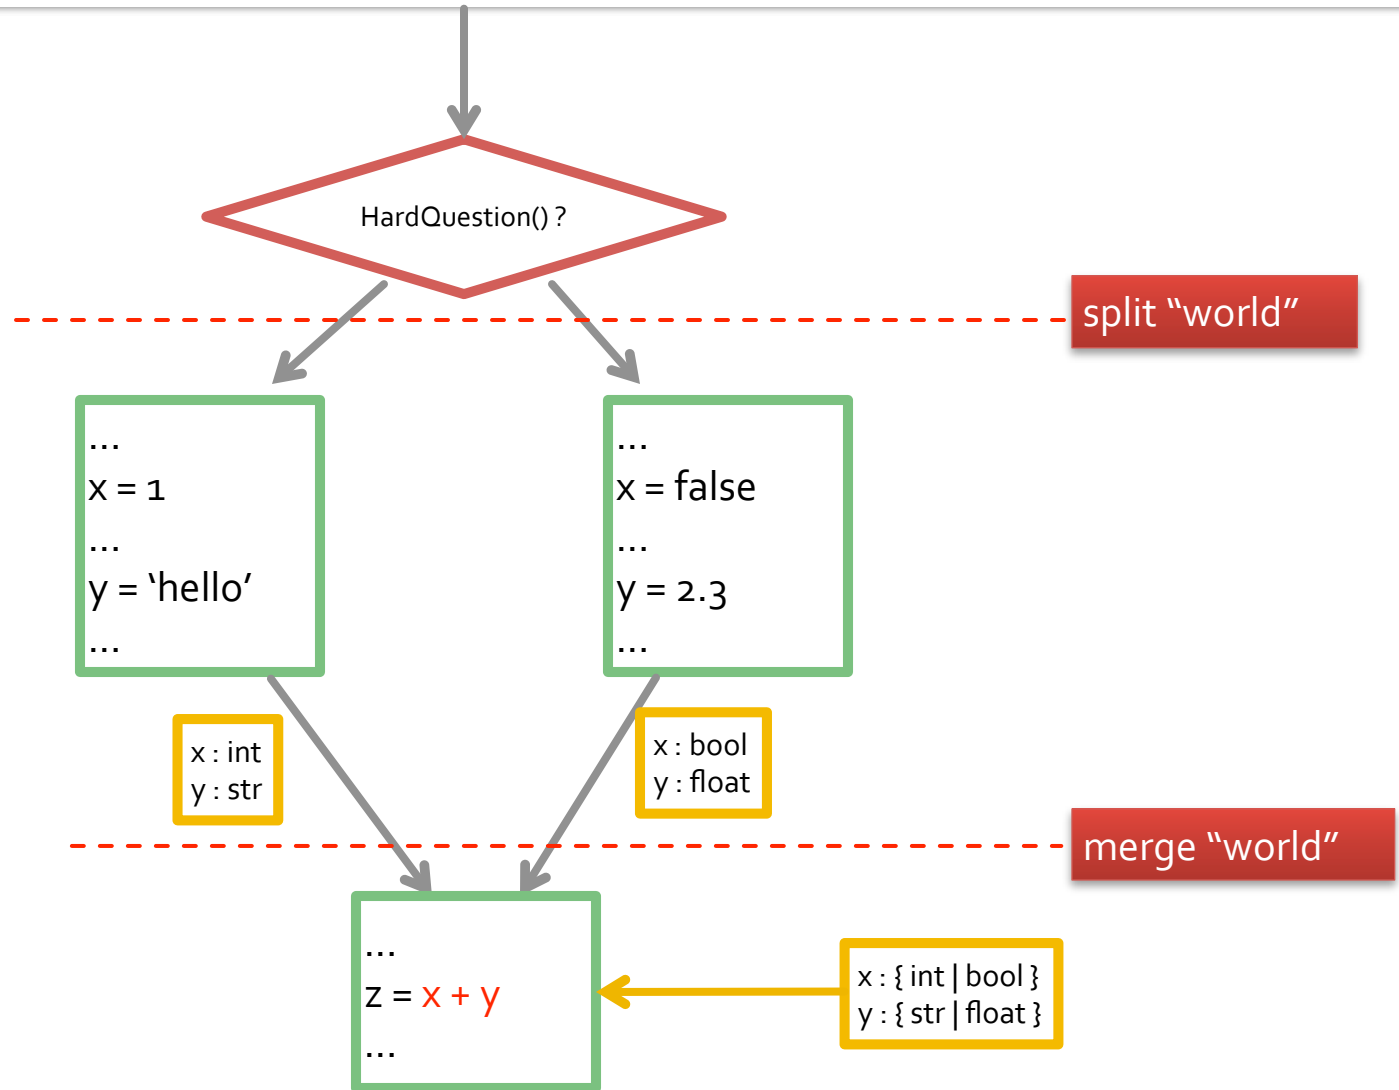 HardQuestion() ?
split “world”
...
x = 1
...
y = ‘hello’
...
...
x = false
...
y = 2.3
...
x : int
y : str
x : bool
y : float
merge “world”
...
z = x + y
...
x : { int | bool }
y : { str | float }